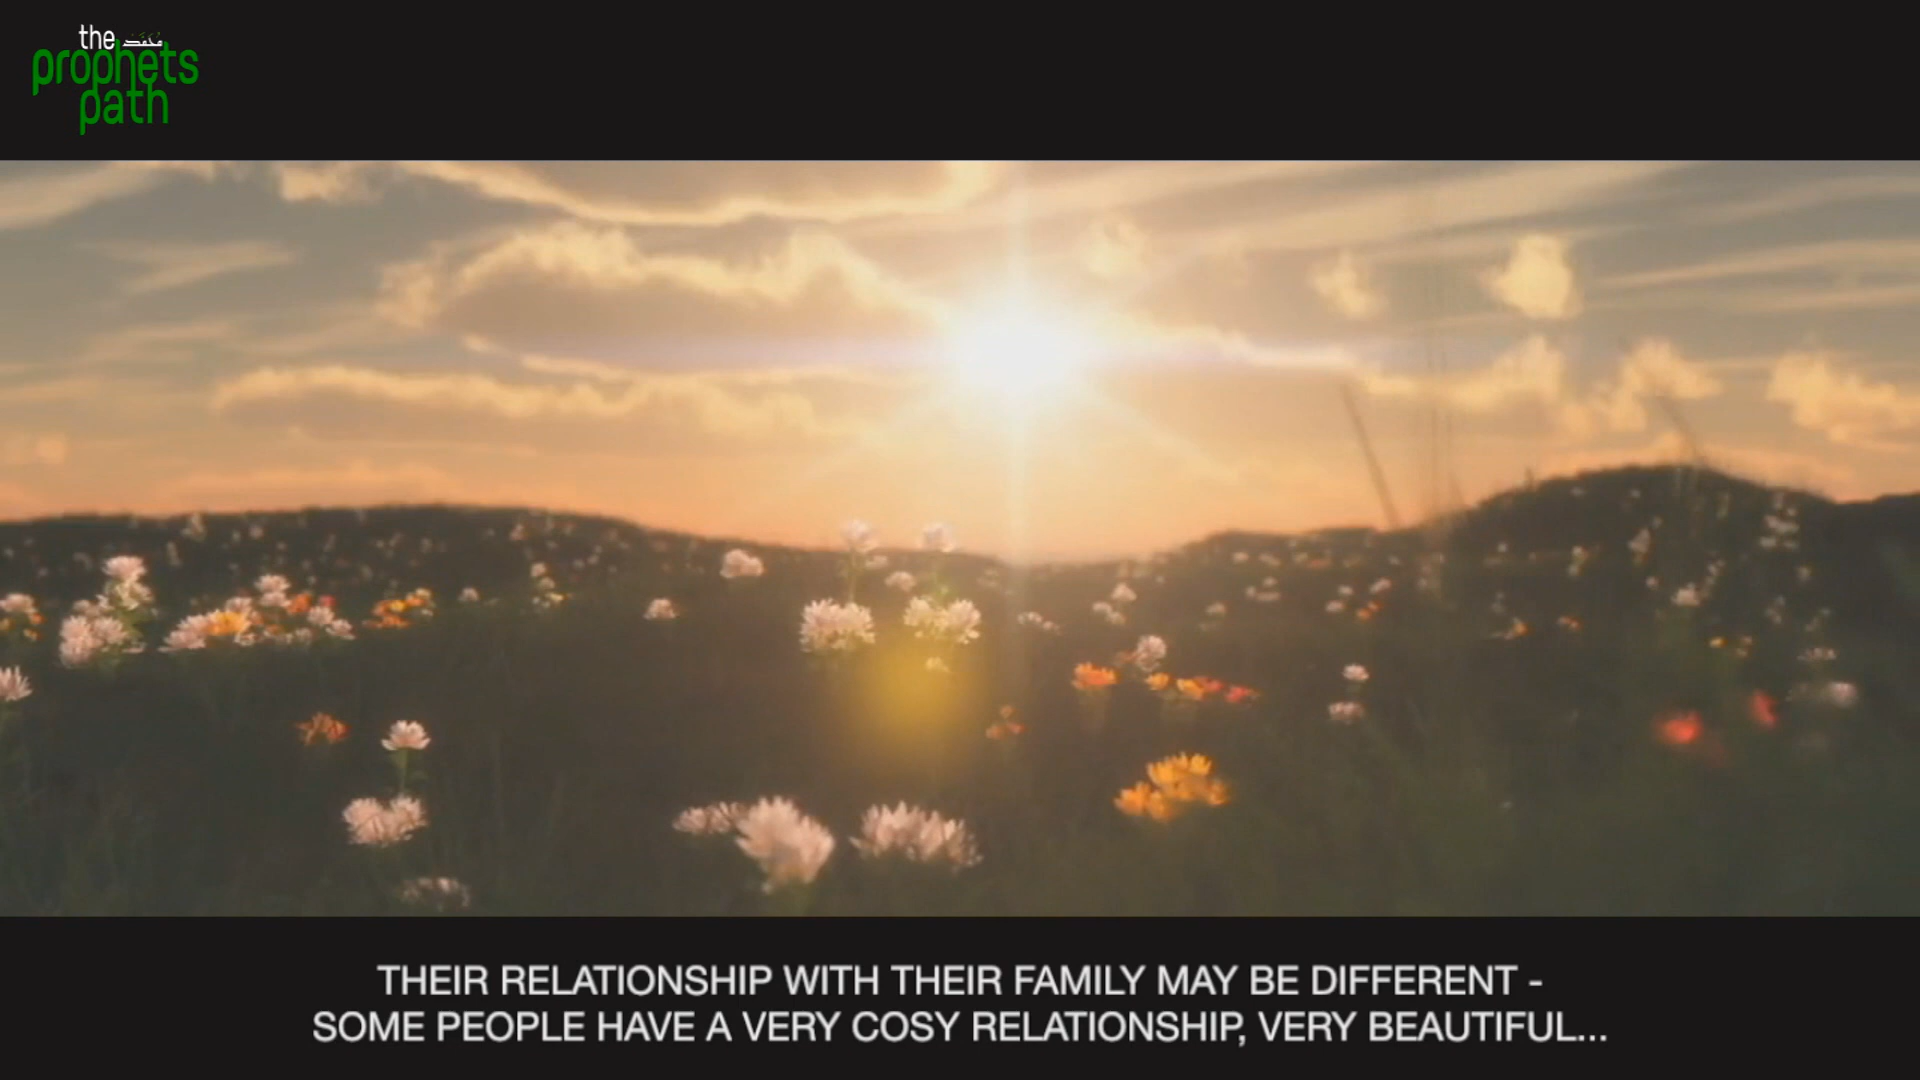 the مُحَمَّد
prophets
path
THEIR RELATIONSHIP WITH THEIR FAMILY MAY BE DIFFERENT -
SOME PEOPLE HAVE A VERY COSY RELATIONSHIP, VERY BEAUTIFUL...